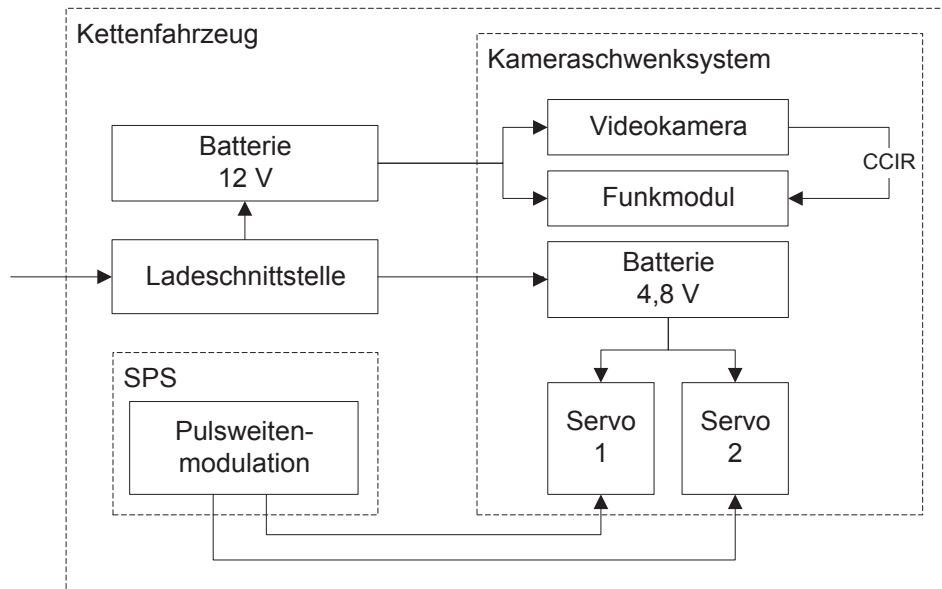 Kettenfahrzeug
Kameraschwenksystem
Videokamera
CCIR
Funkmodul
Batterie
12 V
Ladeschnittstelle
Batterie
4,8 V
SPS
Pulsweiten-
modulation
Servo
1
Servo
2